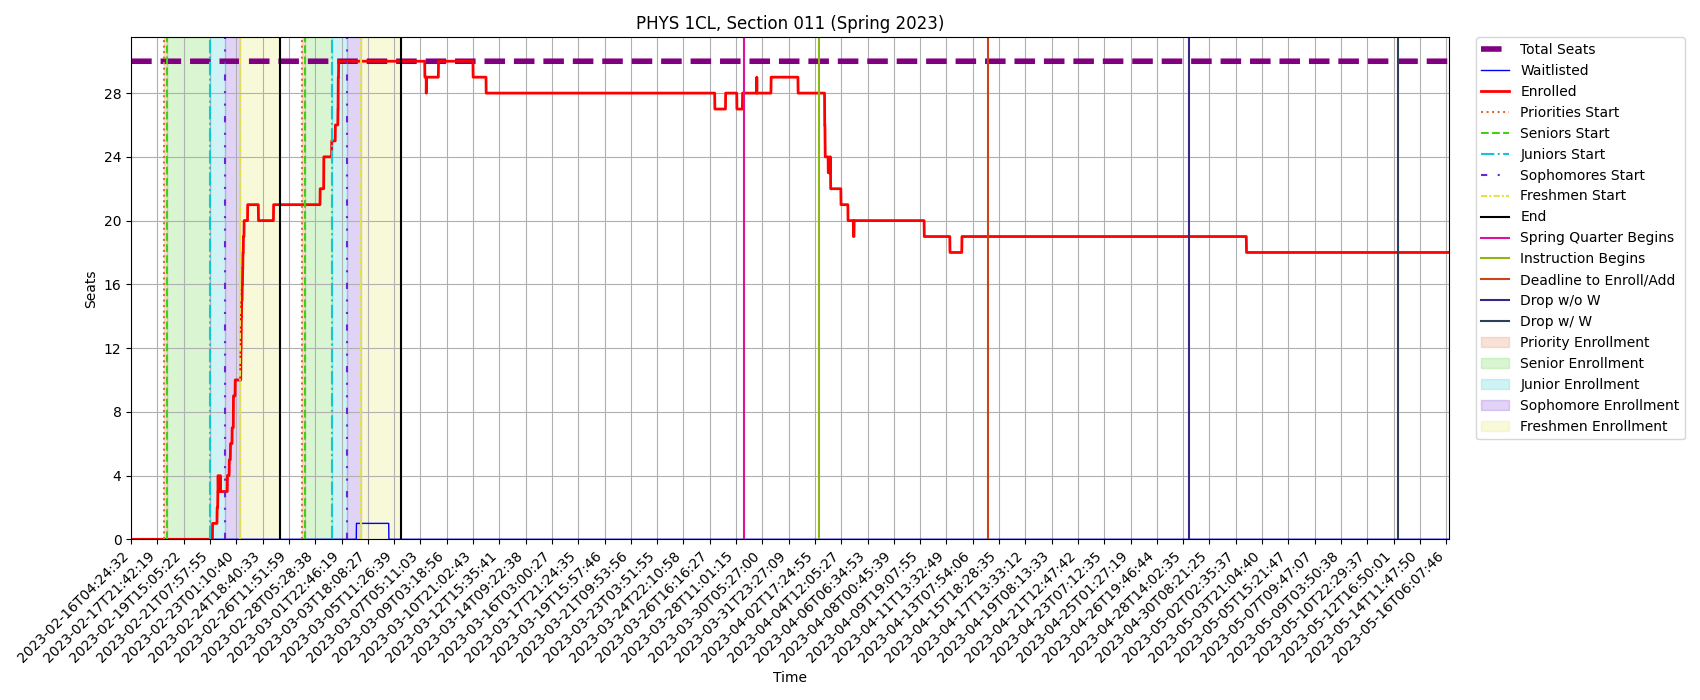 PHYS 1CL, Section 011 (Spring 2023)
Seats
28
24
20
16
12
8
4
0
2023-02-16T04:24:32
2023-02-17T21:42:19
2023-02-19T15:05:22
2023-02-21T07:57:55
2023-02-23T01:10:40
2023-02-24T18:40:33
2023-02-26T11:51:59
2023-02-28T05:28:38
2023-03-01T22:46:19
2023-03-03T18:08:27
2023-03-05T11:26:39
2023-03-07T05:11:03
2023-03-09T03:18:56
2023-03-10T21:02:43
2023-03-12T15:35:41
2023-03-14T09:22:38
2023-03-16T03:00:27
2023-03-17T21:24:35
2023-03-19T15:57:46
2023-03-21T09:53:56
2023-03-23T03:51:55
2023-03-24T22:10:58
2023-03-26T16:16:27
2023-03-28T11:01:15
2023-03-30T05:27:00
2023-03-31T23:27:09
2023-04-02T17:24:55
2023-04-04T12:05:27
2023-04-06T06:34:53
2023-04-08T00:45:39
2023-04-09T19:07:55
2023-04-11T13:32:49
2023-04-13T07:54:06
2023-04-15T18:28:35
2023-04-17T13:33:12
2023-04-19T08:13:33
2023-04-21T12:47:42
2023-04-23T07:12:35
2023-04-25T01:27:19
2023-04-26T19:46:44
2023-04-28T14:02:35
2023-04-30T08:21:25
2023-05-02T02:35:37
2023-05-03T21:04:40
2023-05-05T15:21:47
2023-05-07T09:47:07
2023-05-09T03:50:38
2023-05-10T22:29:37
2023-05-12T16:50:01
2023-05-14T11:47:50
2023-05-16T06:07:46
Time
Total Seats
Waitlisted
Enrolled
Priorities Start
Seniors Start
Juniors Start
Sophomores Start
Freshmen Start
End
Spring Quarter Begins
Instruction Begins
Deadline to Enroll/Add
Drop w/o W
Drop w/ W
Priority Enrollment
Senior Enrollment
Junior Enrollment
Sophomore Enrollment
Freshmen Enrollment